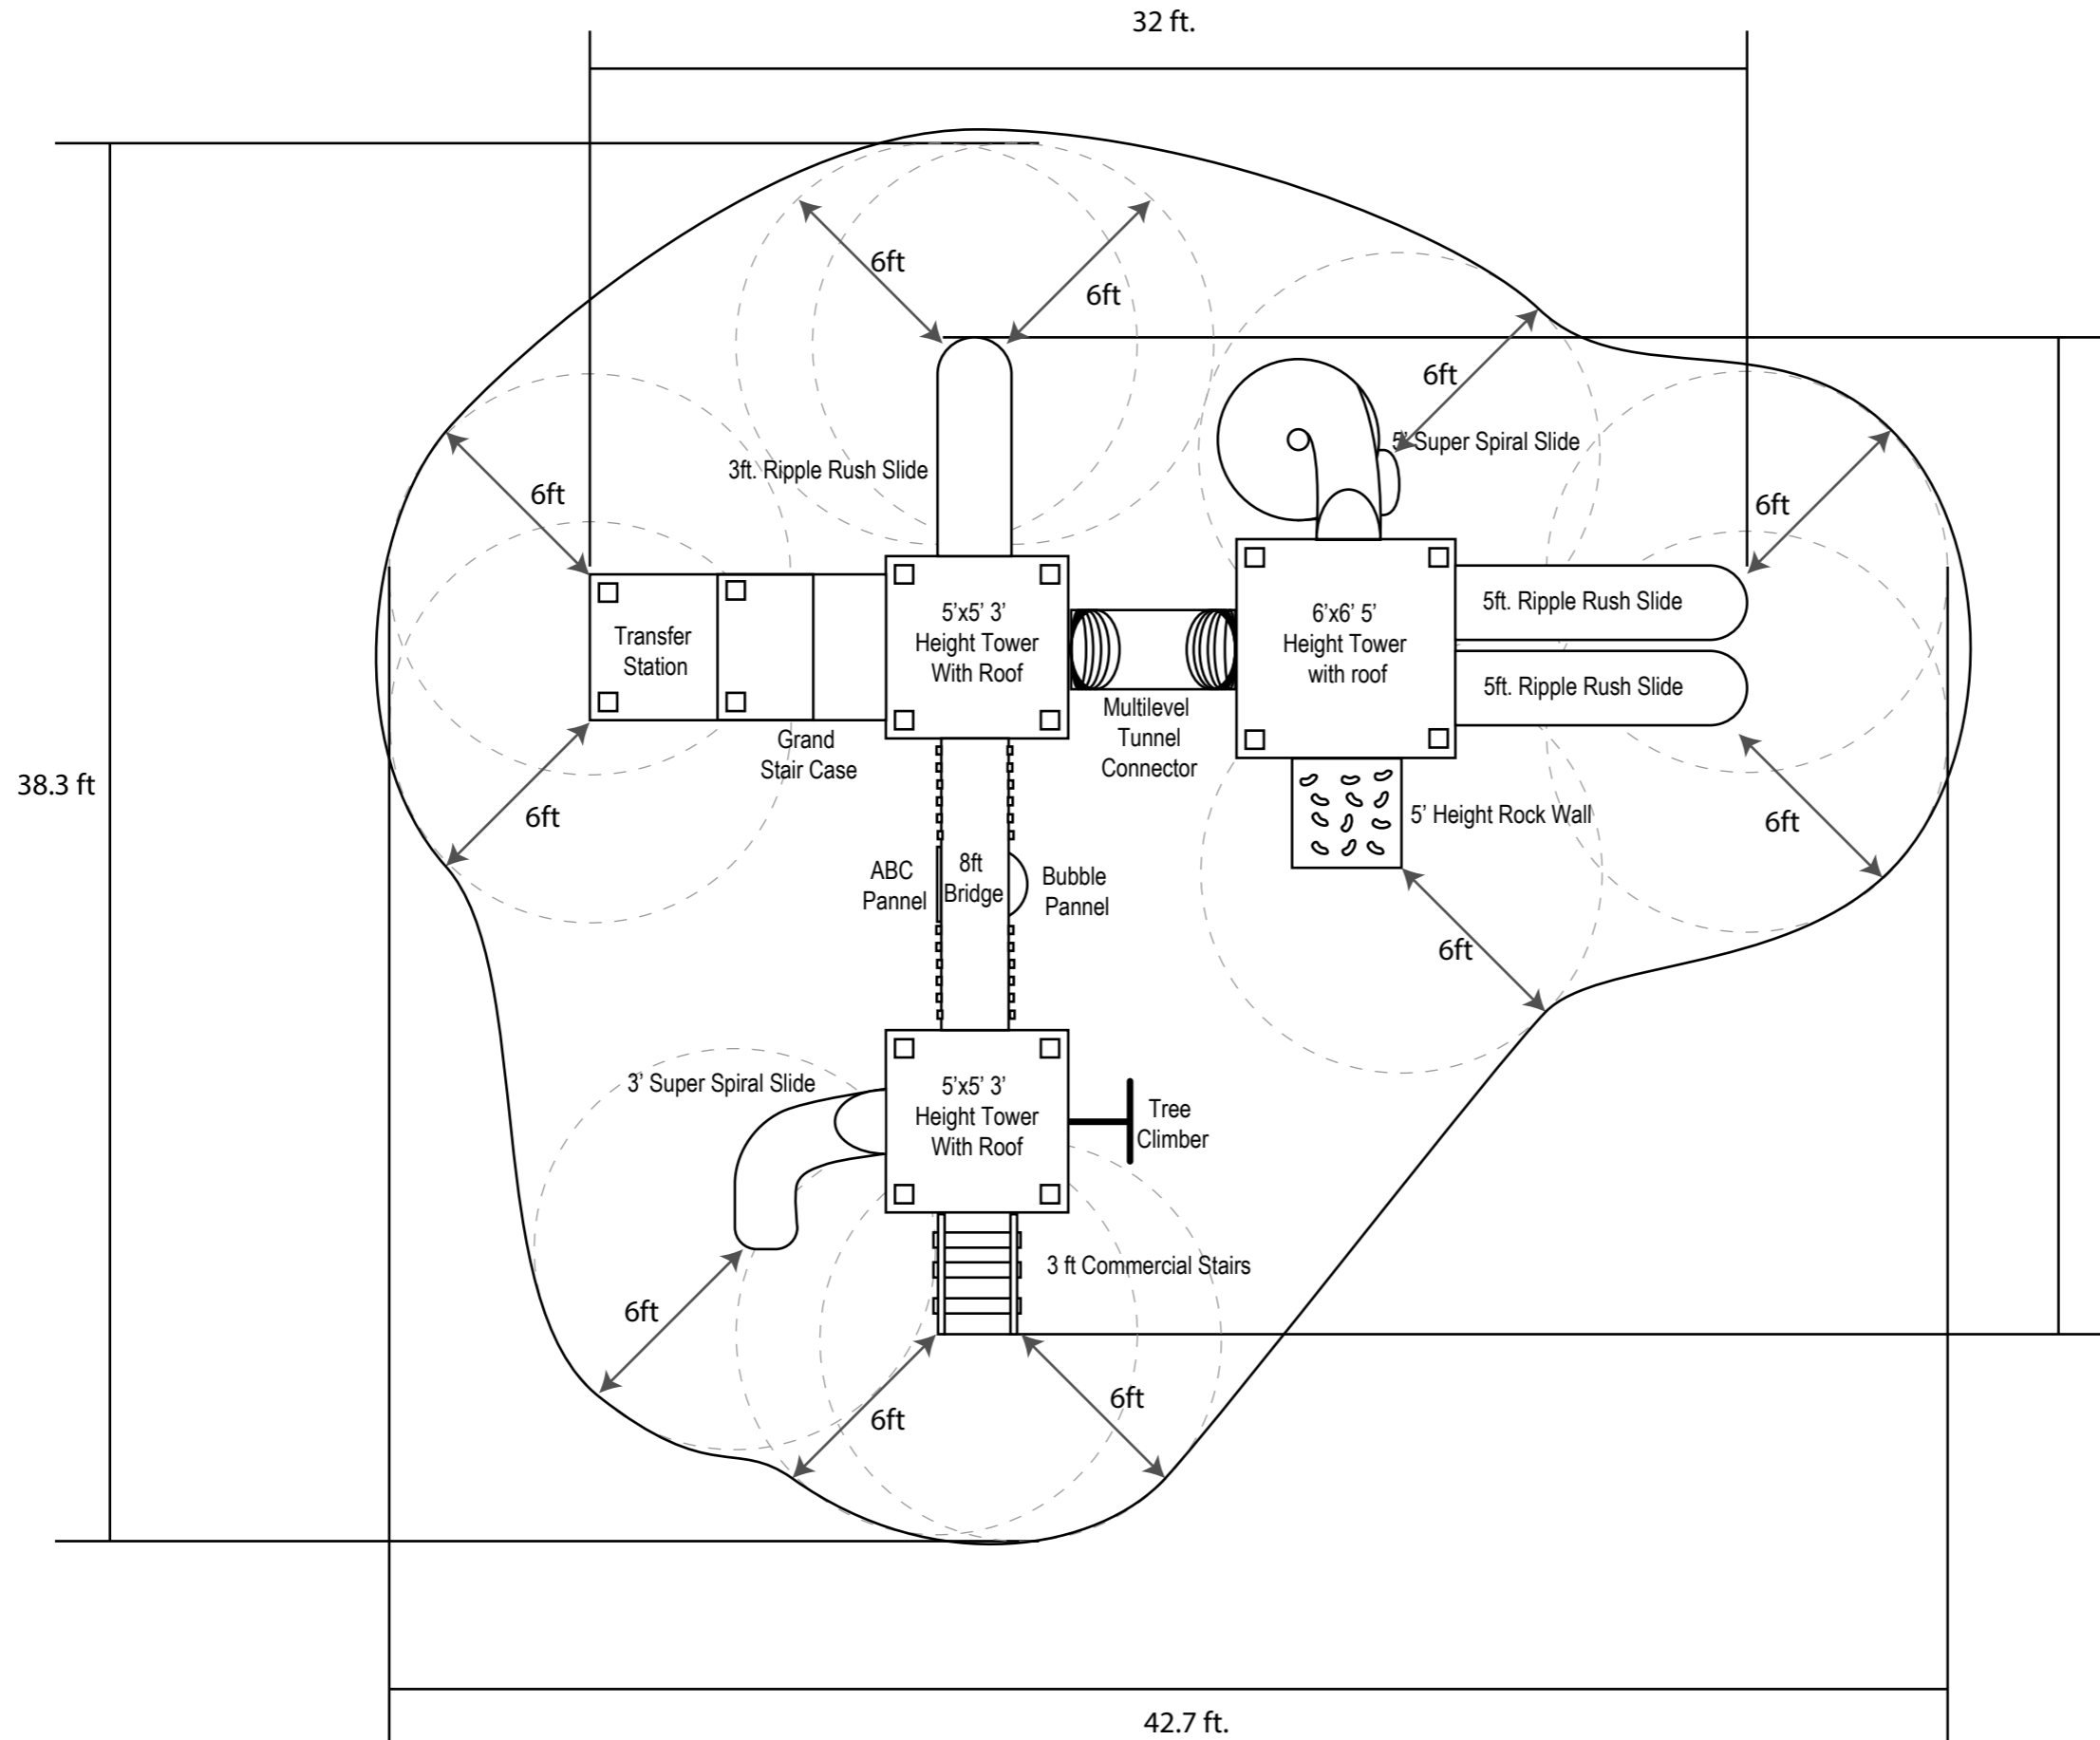 32 ft.
6ft
6ft
6ft
5' Super Spiral Slide
3ft. Ripple Rush Slide
6ft
6ft
5'x5' 3'
Height Tower
With Roof
6'x6' 5'
Height Tower
with roof
5ft. Ripple Rush Slide
Transfer
Station
5ft. Ripple Rush Slide
Multilevel
Tunnel
Connector
Grand
Stair Case
38.3 ft
6ft
5' Height Rock Wall
6ft
ABC
Pannel
8ft
Bridge
Bubble
Pannel
6ft
3' Super Spiral Slide
5'x5' 3'
Height Tower
With Roof
Tree
Climber
3 ft Commercial Stairs
6ft
6ft
6ft
42.7 ft.